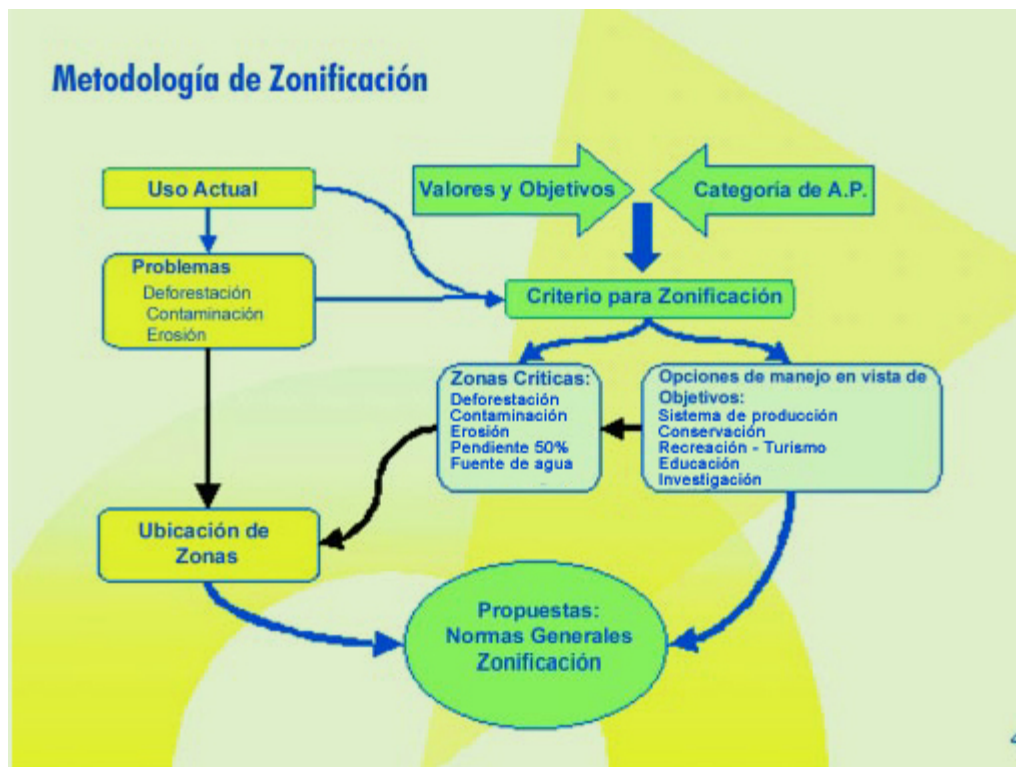 Metodología de Zonificación
Uso Actual
Valores y Objetivos
Categoría de A.P.
Problemas
Deforestación
Contaminación
Erosión
Criterio para Zonificación
Zonas Criticas:
Deforestación
Contaminación
Erosión
Pendiente 50%
Fuente de agua
Opciones de manejo en vista de
Objetivos:
Sistema de producción
Conservación
Recreación - Turismo
Educación
Investigación
Ubicación de
Zonas
Propuestas:
Normas Generales
Zonificación